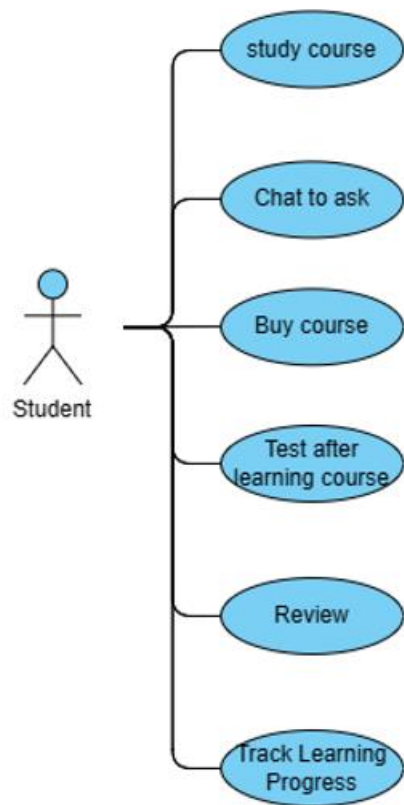 study course
Chat to ask
Buy course
Student
Test after
learning course
Review
Track Learning
Progress